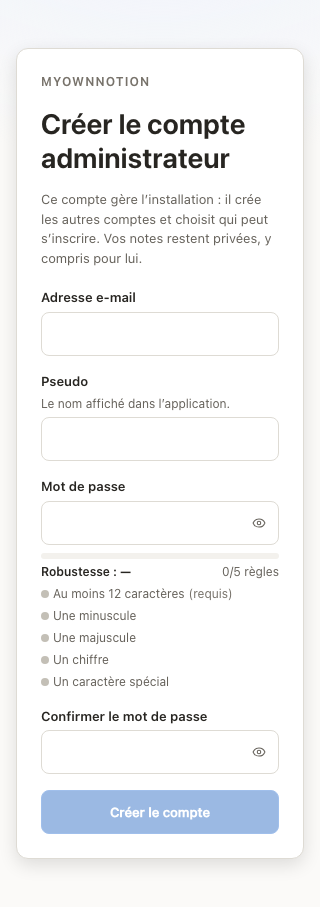 MYOWNNOTION
Créer le compte
administrateur
Ce compte gère l’installation : il crée
les autres comptes et choisit qui peut
s’inscrire. Vos notes restent privées, y
compris pour lui.
Adresse e-mail
Pseudo
Le nom affiché dans l’application.
Mot de passe
Robustesse : — 0/5 règles
Au moins 12 caractères (requis)
Une minuscule
Une majuscule
Un chiffre
Un caractère spécial
Confirmer le mot de passe
Créer le compte